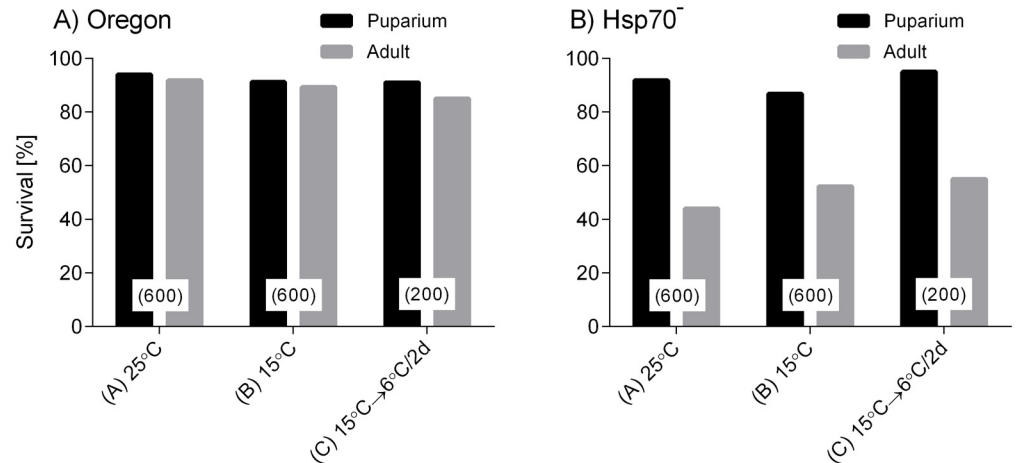 A) Oregon
Puparium
Adult
Survival [%]
100
80
60
40
20
0
(600)
(600)
(200)
(A) 25°C
(B) 15°C
(C) 15°C→6°C/2d
B) Hsp70⁻
Puparium
Adult
100
80
60
40
20
0
(600)
(600)
(200)
(A) 25°C
(B) 15°C
(C) 15°C→6°C/2d